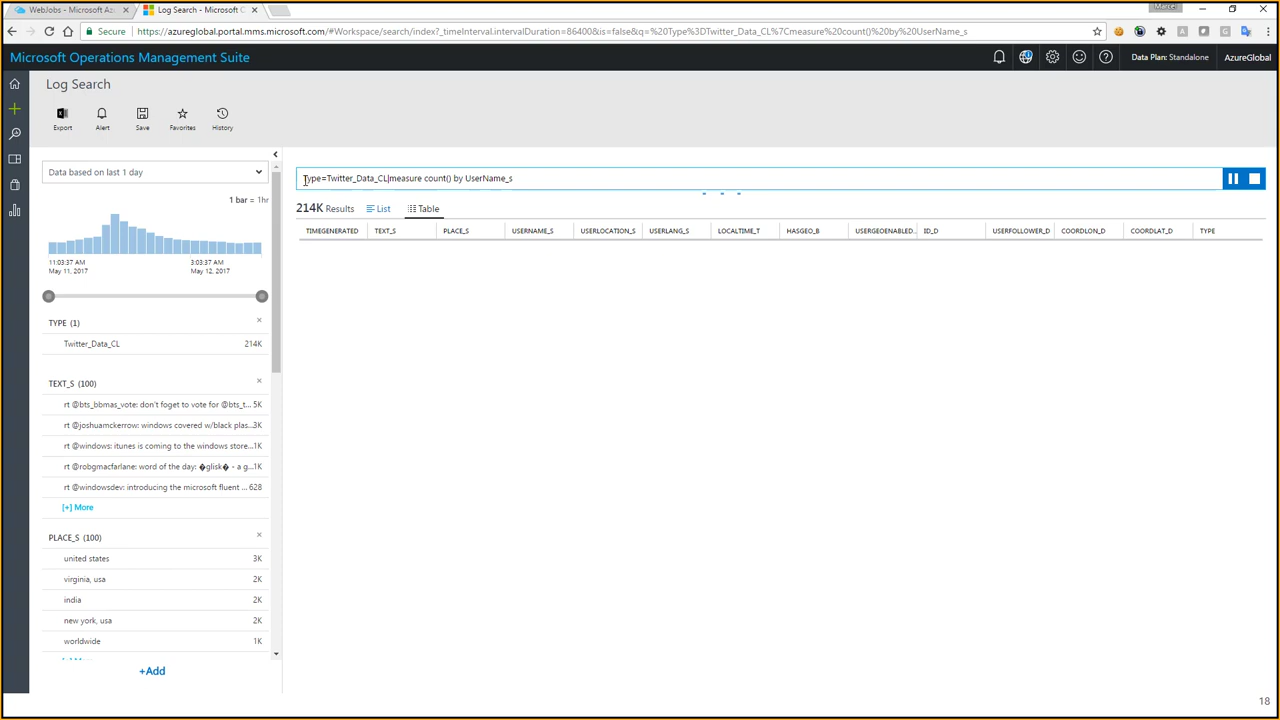 WebJobs - Microsoft Az
Log Search - Microsoft O
Marcel
Secure
https://azureglobal.portal.mms.microsoft.com/#Workspace/search/index?_timeInterval.intervalDuration=86400&is=false&q=%20Type%3DTwitter_Data_CL%7Cmeasure%20count()%20by%20UserName_s
Microsoft Operations Management Suite
Data Plan: Standalone
AzureGlobal
Log Search
Export
Alert
Save
Favorites
History
Data based on last 1 day
1 bar = 1hr
11:03:37 AM
May 11, 2017
3:03:37 AM
May 12, 2017
TYPE (1)
Twitter_Data_CL 214K
TEXT_S (100)
rt @bts_bbmas_vote: don't foget to vote for @bts_t... 5K
rt @joshuamckerrow: windows covered w/black plas... 3K
rt @windows: itunes is coming to the windows store... 1K
rt @robgmacfarlane: word of the day: �glisk� - a g... 1K
rt @windowsdev: introducing the microsoft fluent ... 628
[+] More
PLACE_S (100)
united states 3K
virginia, usa 2K
india 2K
new york, usa 2K
worldwide 1K
+Add
Type=Twitter_Data_CL|measure count() by UserName_s
214K Results
List
Table
TIMEGENERATED TEXT_S PLACE_S USERNAME_S USERLOCATION_S USERLANG_S LOCALTIME_T HASGEO_B USERGEOENABLED.. ID_D USERFOLLOWER_D COORDLON_D COORDLAT_D TYPE
18